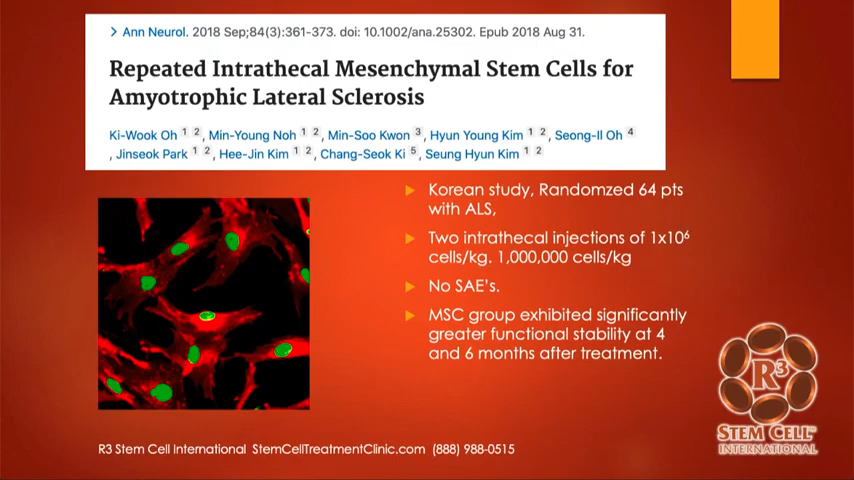 > Ann Neurol. 2018 Sep;84(3):361-373. doi: 10.1002/ana.25302. Epub 2018 Aug 31.
Repeated Intrathecal Mesenchymal Stem Cells for
Amyotrophic Lateral Sclerosis
Ki-Wook Oh 1 2, Min-Young Noh 1 2, Min-Soo Kwon 3, Hyun Young Kim 1 2, Seong-Il Oh 4
, Jinseok Park 1 2, Hee-Jin Kim 1 2, Chang-Seok Ki 5, Seung Hyun Kim 1 2
Korean study, Randomzed 64 pts
with ALS,
Two intrathecal injections of 1x10⁶
cells/kg. 1,000,000 cells/kg
No SAE's.
MSC group exhibited significantly
greater functional stability at 4
and 6 months after treatment.
R³
STEM CELL™
INTERNATIONAL
R3 Stem Cell International StemCellTreatmentClinic.com (888) 988-0515